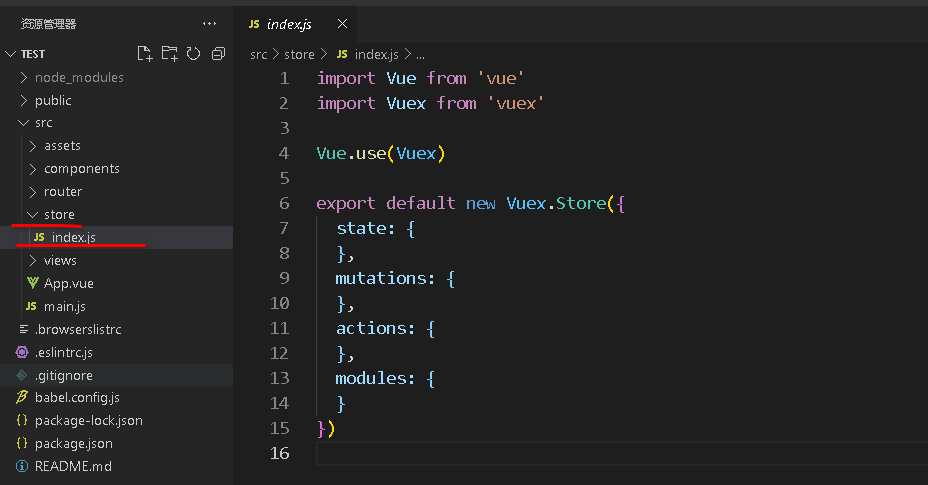 资源管理器 ···
TEST
node_modules
public
src
assets
components
router
store
JS index.js
views
App.vue
JS main.js
.browserslistrc
.eslintrc.js
.gitignore
babel.config.js
{} package-lock.json
{} package.json
README.md
JS index.js
src > store > JS index.js > ...
1 import Vue from 'vue'
2 import Vuex from 'vuex'
3
4 Vue.use(Vuex)
5
6 export default new Vuex.Store({
7 state: {
8 },
9 mutations: {
10 },
11 actions: {
12 },
13 modules: {
14 }
15 })
16